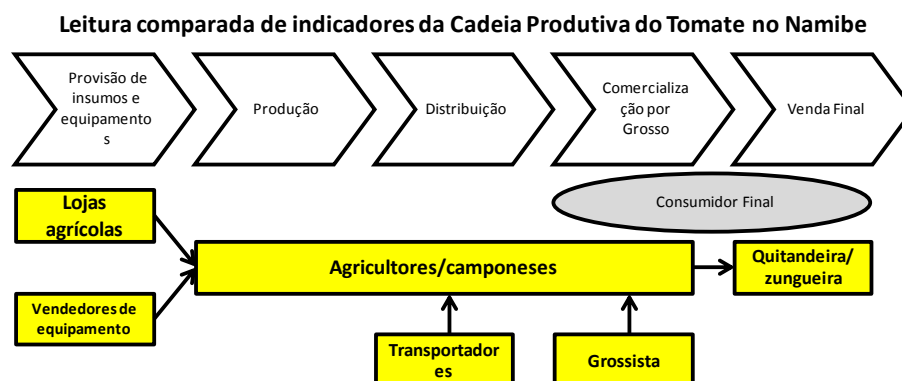 Leitura comparada de indicadores da Cadeia Produtiva do Tomate no Namibe
Provisão de
insumos e
equipamento
s
Produção
Distribuição
Comercializa
ção por
Grosso
Venda Final
Consumidor Final
Lojas
agrícolas
Agricultores/camponeses
Quitandeira/
zungueira
Vendedores de
equipamento
Transportador
es
Grossista